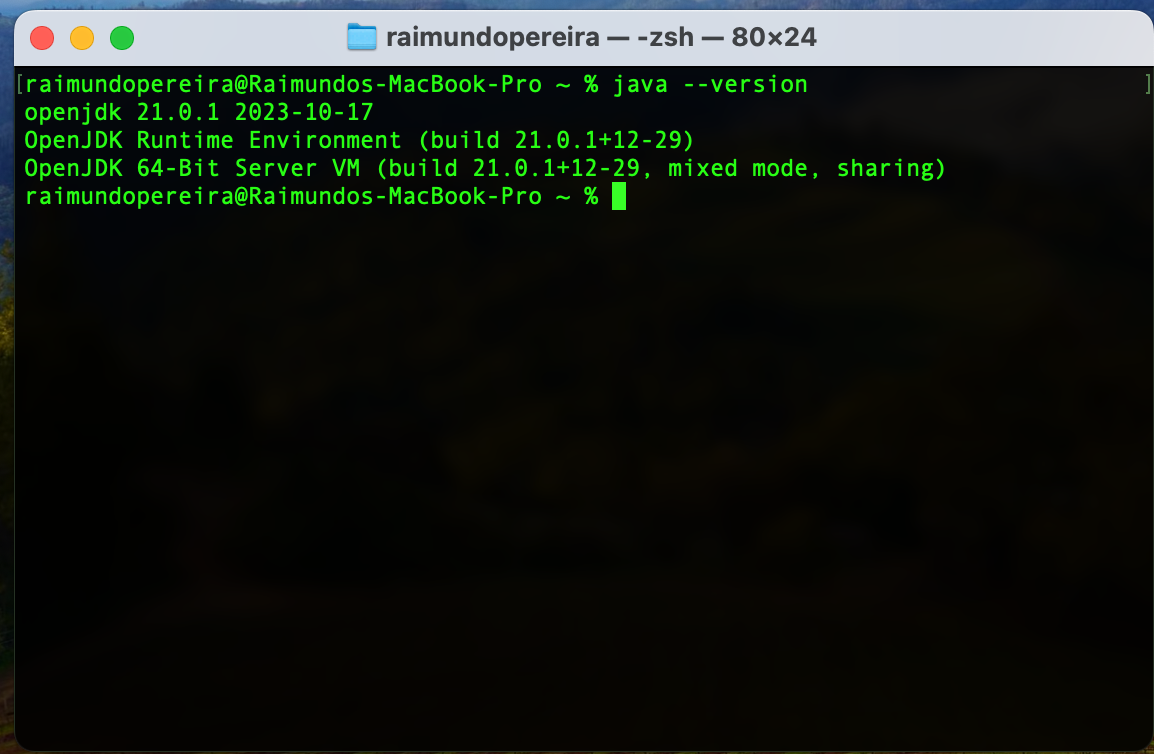 raimundopereira — -zsh — 80×24
[raimundopereira@Raimundos-MacBook-Pro ~ % java --version ]
openjdk 21.0.1 2023-10-17
OpenJDK Runtime Environment (build 21.0.1+12-29)
OpenJDK 64-Bit Server VM (build 21.0.1+12-29, mixed mode, sharing)
raimundopereira@Raimundos-MacBook-Pro ~ %